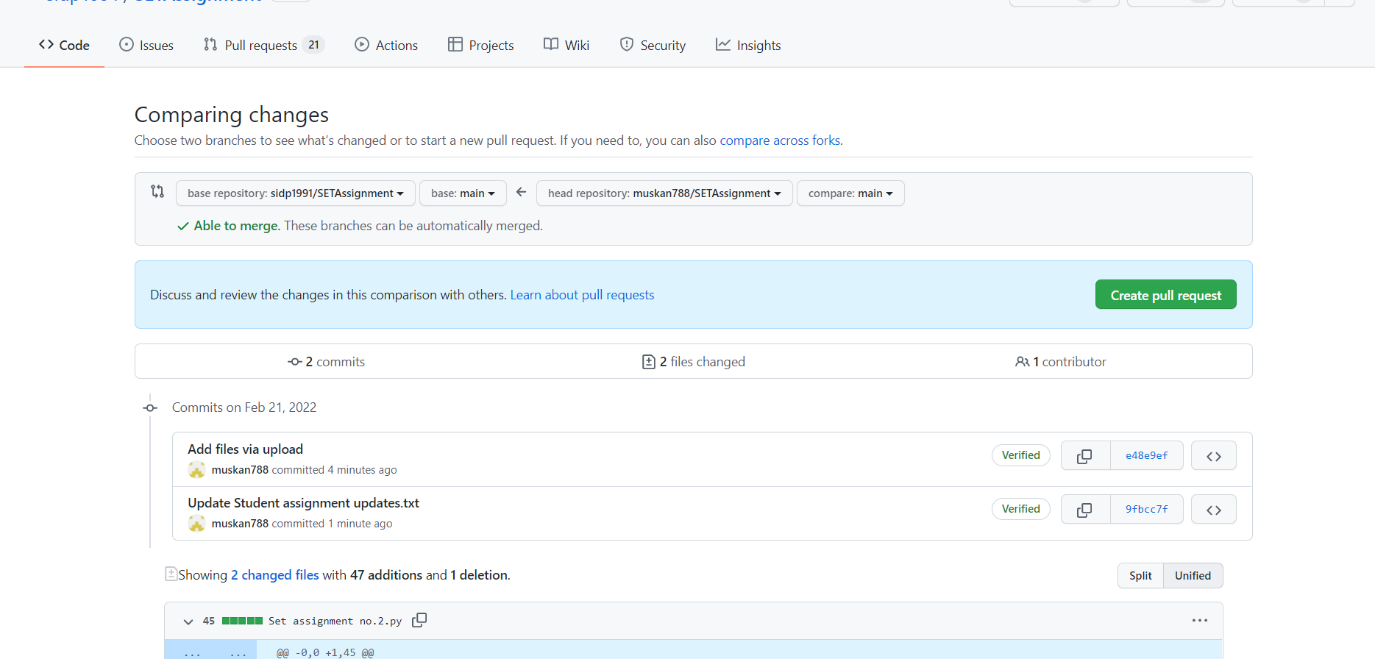 Code Issues Pull requests 21 Actions Projects Wiki Security Insights
Comparing changes
Choose two branches to see what's changed or to start a new pull request. If you need to, you can also compare across forks.
base repository: sidp1991/SETAssignment base: main head repository: muskan788/SETAssignment compare: main
Able to merge. These branches can be automatically merged.
Discuss and review the changes in this comparison with others. Learn about pull requests Create pull request
2 commits 2 files changed 1 contributor
Commits on Feb 21, 2022
Add files via upload
muskan788 committed 4 minutes ago
Verified e48e9ef
Update Student assignment updates.txt
muskan788 committed 1 minute ago
Verified 9fbcc7f
Showing 2 changed files with 47 additions and 1 deletion.
Split Unified
45 Set assignment no.2.py ...
... ... @@ -0,0 +1,45 @@